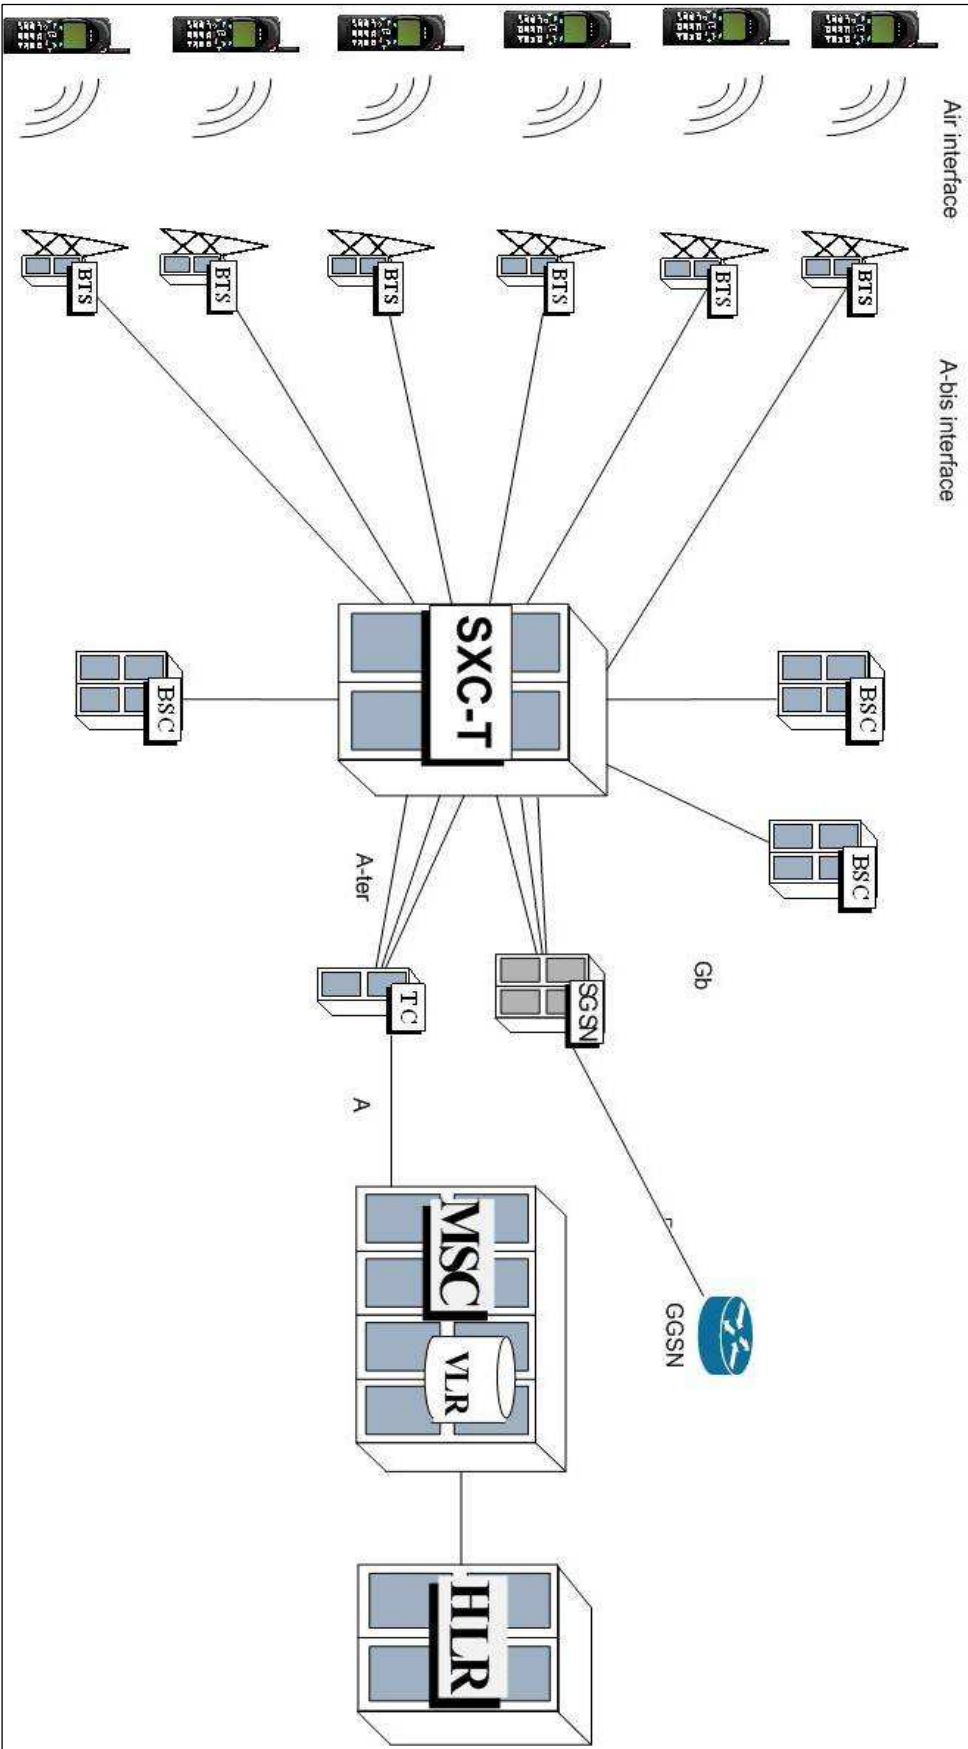 Air interface
BTS
BTS
BTS
BTS
BTS
BTS
A-bis interface
SXC-T
BSC
BSC
BSC
A-ter
Gb
TC
SGSN
A
MSC
VLR
GGSN
HLR